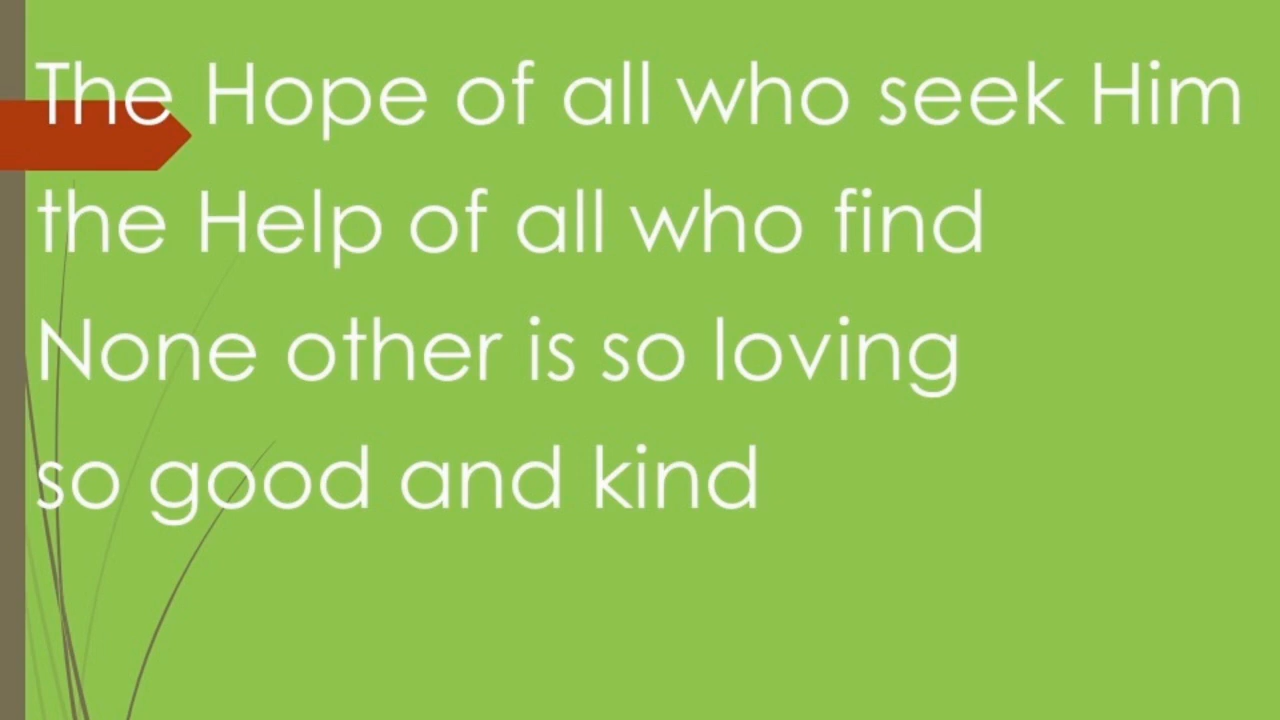 The Hope of all who seek Him
the Help of all who find
None other is so loving
so good and kind